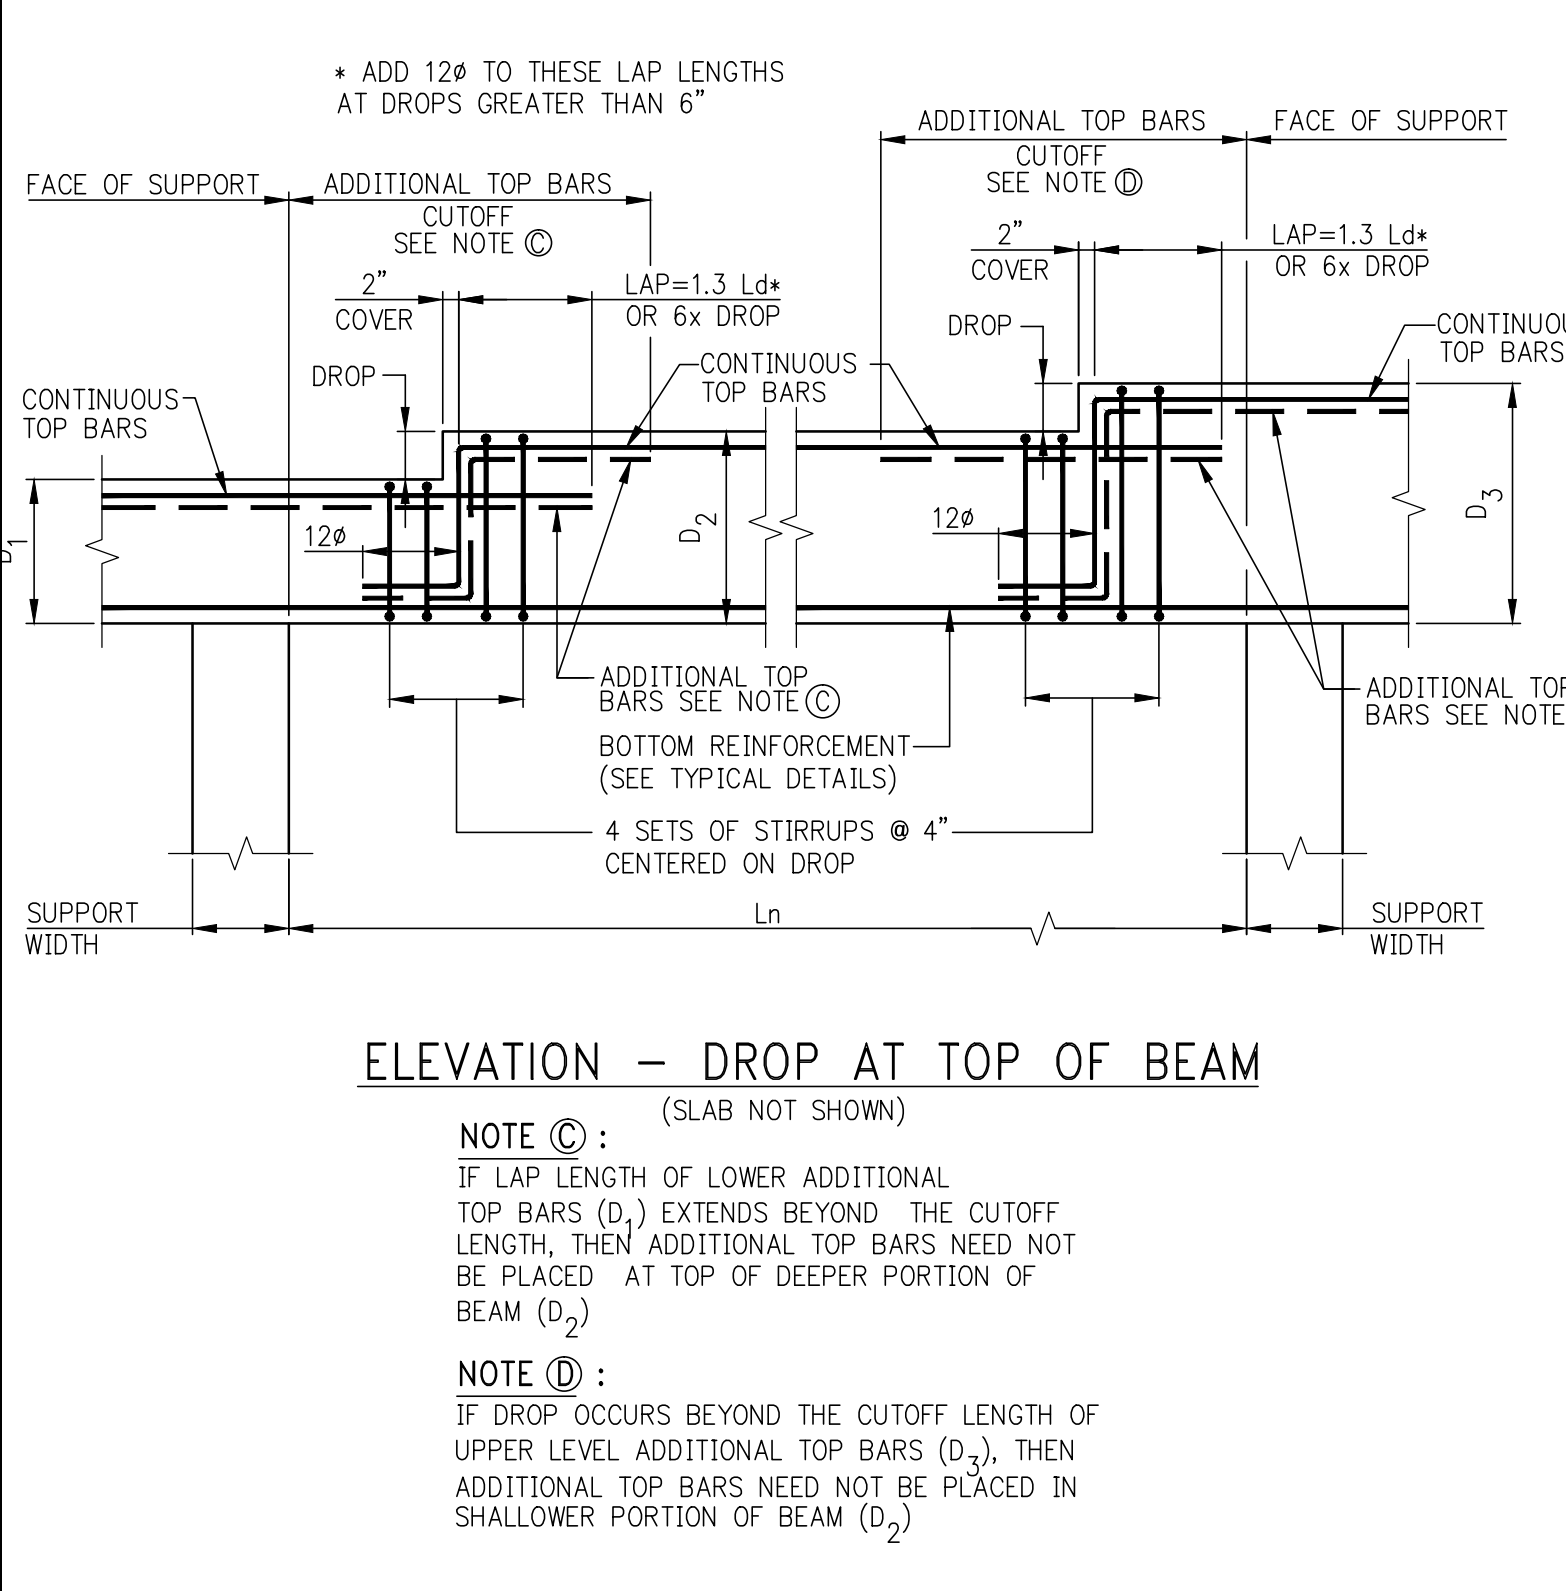 * ADD 12ø TO THESE LAP LENGTHS
AT DROPS GREATER THAN 6”
ADDITIONAL TOP BARS
FACE OF SUPPORT
CUTOFF
SEE NOTE Ⓓ
FACE OF SUPPORT
ADDITIONAL TOP BARS
CUTOFF
SEE NOTE Ⓒ
2”
COVER
LAP=1.3 Ld*
OR 6x DROP
2”
COVER
LAP=1.3 Ld*
OR 6x DROP
DROP
CONTINUOU
TOP BARS
DROP
CONTINUOUS
TOP BARS
CONTINUOUS
TOP BARS
12ø
12ø
D1
D2
D3
ADDITIONAL TOP
BARS SEE NOTE Ⓒ
ADDITIONAL TOP
BARS SEE NOTE
BOTTOM REINFORCEMENT
(SEE TYPICAL DETAILS)
4 SETS OF STIRRUPS @ 4”
CENTERED ON DROP
SUPPORT
WIDTH
Ln
SUPPORT
WIDTH
ELEVATION – DROP AT TOP OF BEAM
(SLAB NOT SHOWN)
NOTE Ⓒ :
IF LAP LENGTH OF LOWER ADDITIONAL
TOP BARS (D1) EXTENDS BEYOND THE CUTOFF
LENGTH, THEN ADDITIONAL TOP BARS NEED NOT
BE PLACED AT TOP OF DEEPER PORTION OF
BEAM (D2)
NOTE Ⓓ :
IF DROP OCCURS BEYOND THE CUTOFF LENGTH OF
UPPER LEVEL ADDITIONAL TOP BARS (D3), THEN
ADDITIONAL TOP BARS NEED NOT BE PLACED IN
SHALLOWER PORTION OF BEAM (D2)